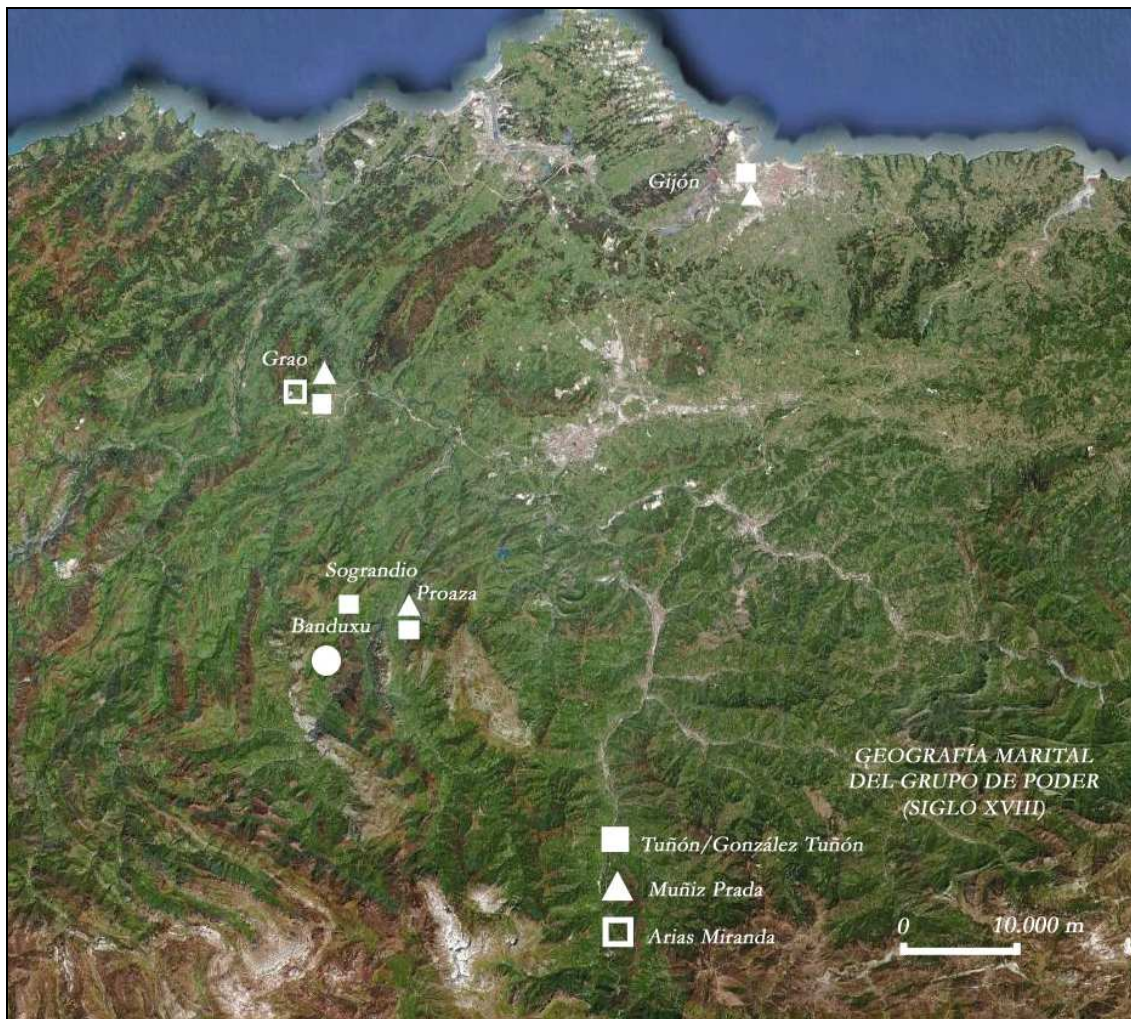 Gijón
Grao
Sograndio
Proaza
Banduxu
GEOGRAFÍA MARITAL
DEL GRUPO DE PODER
(SIGLO XVIII)
Tuñón/González Tuñón
Muñiz Prada
Arias Miranda
0 10.000 m